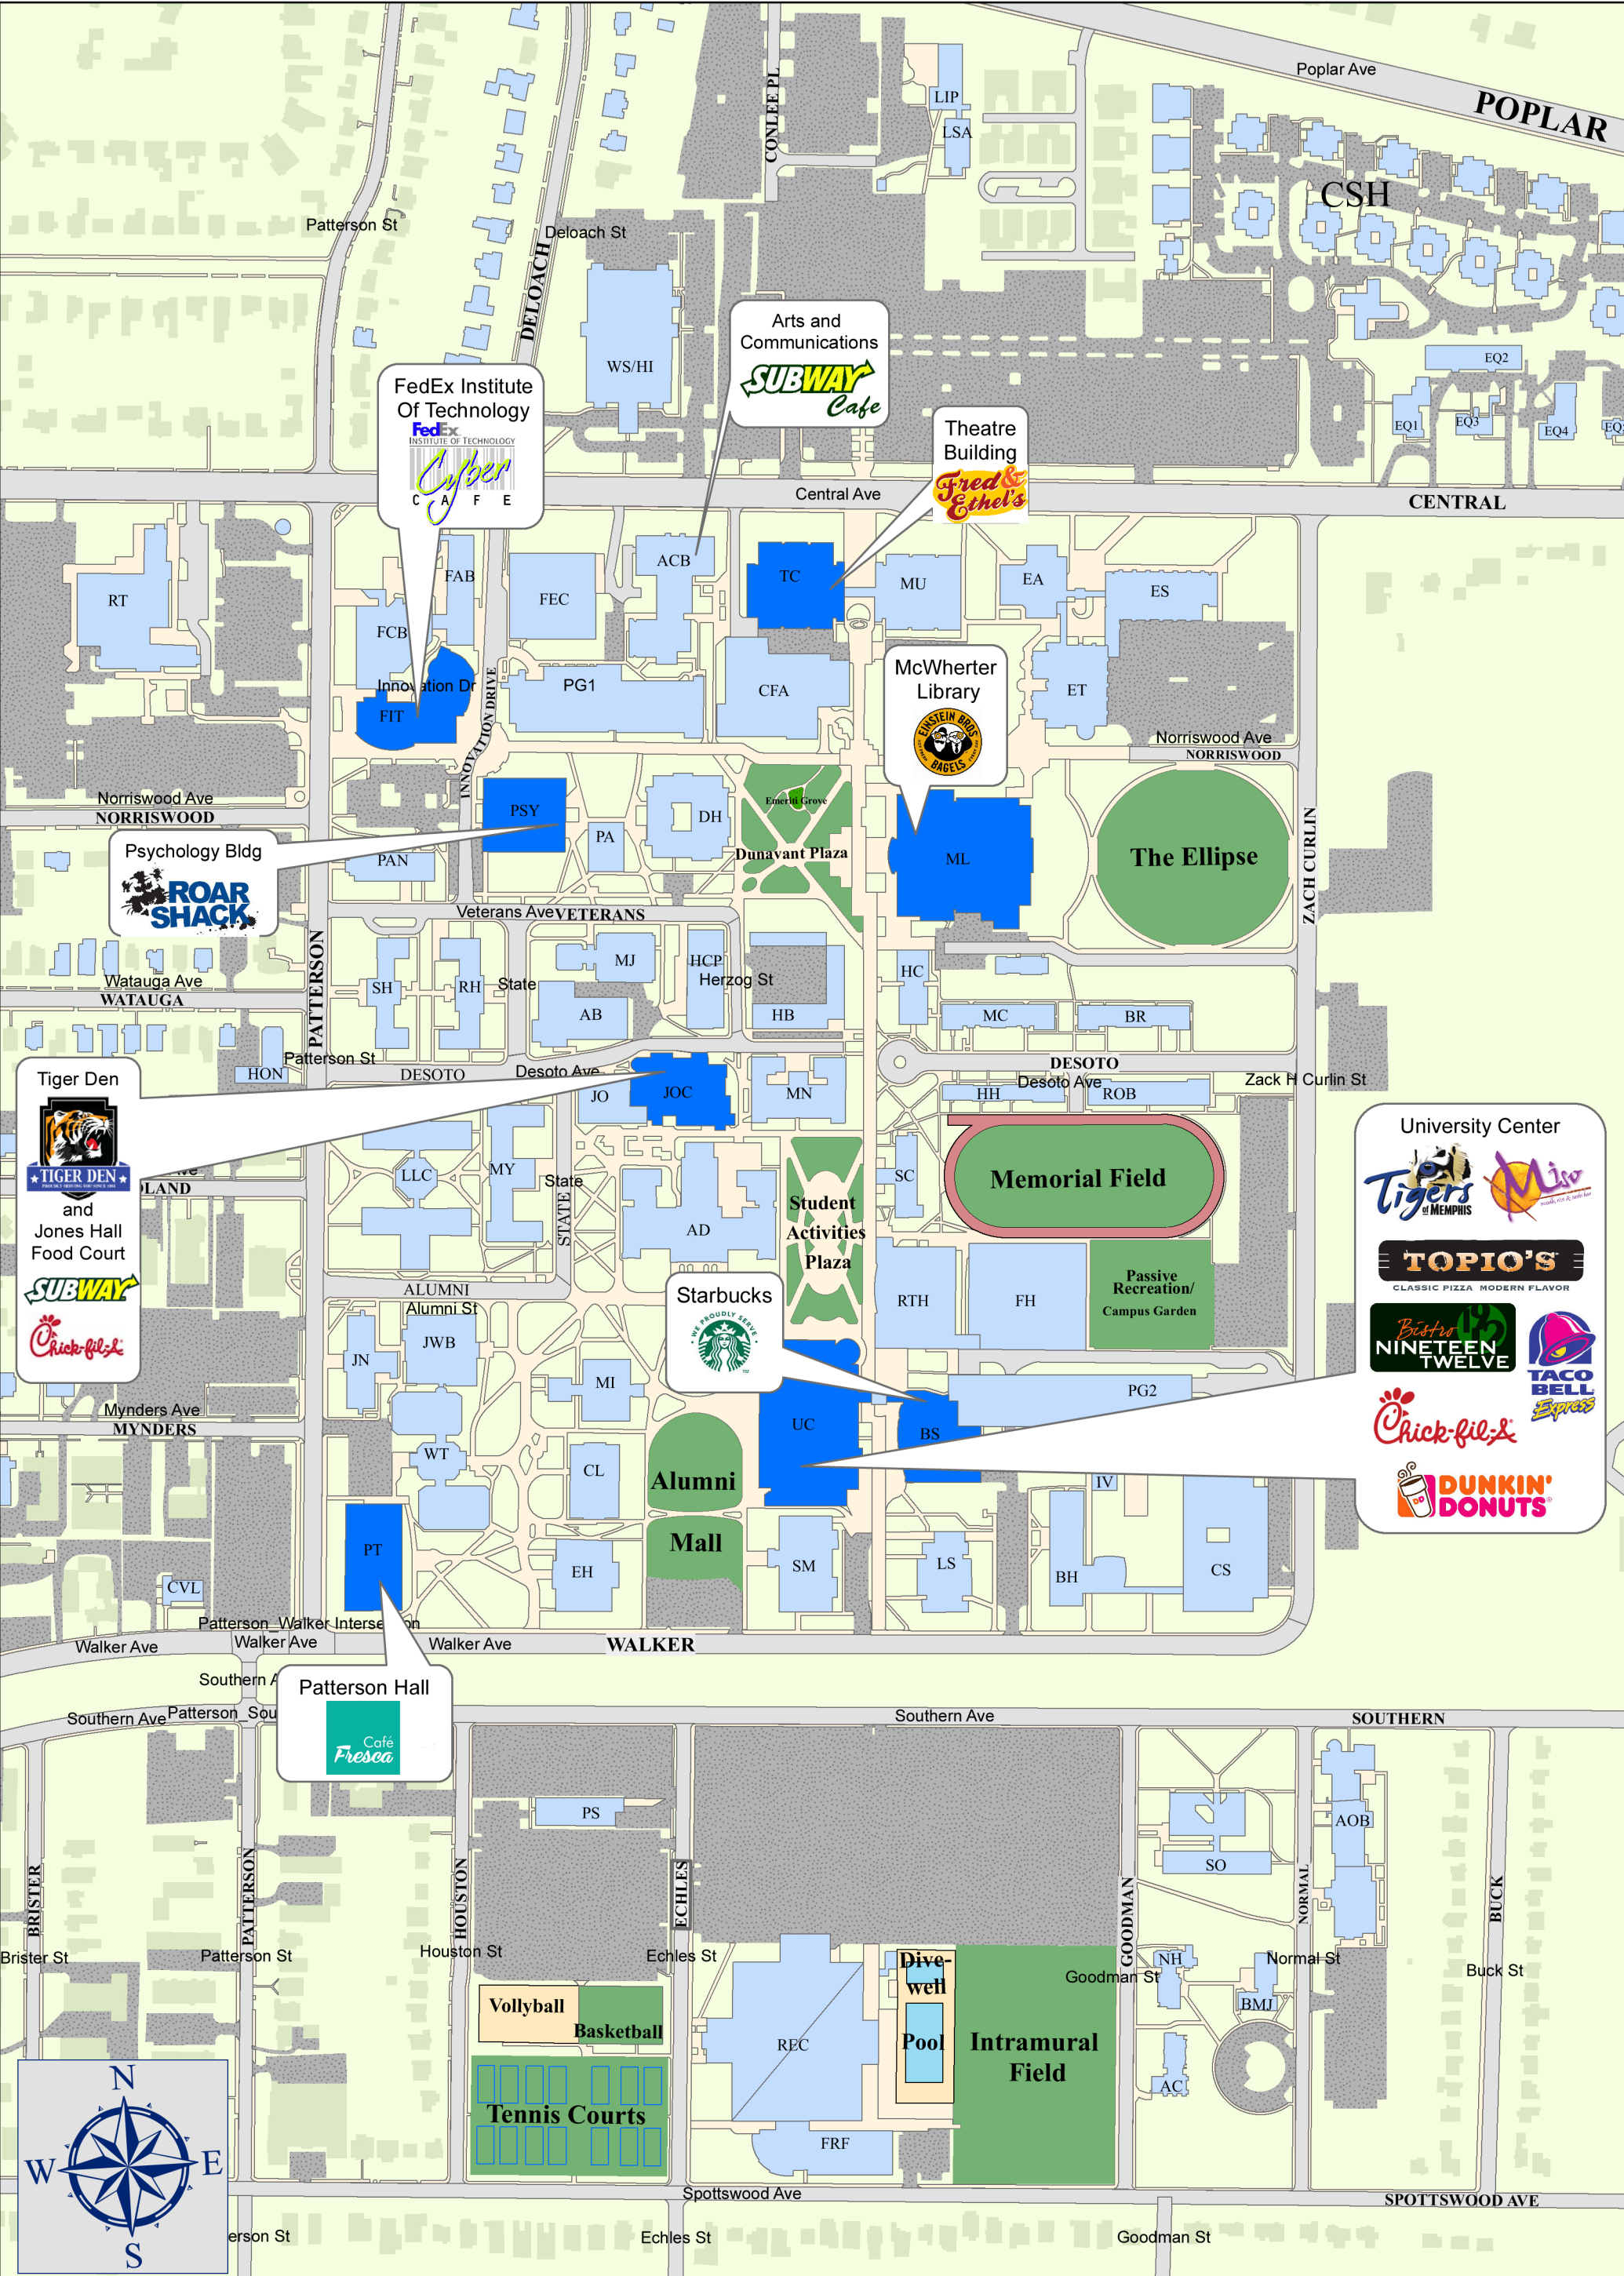 Poplar Ave
POPLAR
CONLEE PL
LIP
LSA
CSH
Patterson St
Deloach St
DELOACH
WS/HI
EQ2
EQ1
EQ3
EQ4
Arts and
Communications
SUBWAY
Cafe
FedEx Institute
Of Technology
FedEx
INSTITUTE OF TECHNOLOGY
Cyber
CAFE
Theatre
Building
Fred &
Ethel's
Central Ave
CENTRAL
RT
FAB
FCB
FEC
ACB
TC
MU
EA
ES
Innovation Dr
FIT
INNOVATION DRIVE
PG1
CFA
McWherter
Library
EINSTEIN BROS
BAGELS
ET
Norriswood Ave
NORRISWOOD
Norriswood Ave
NORRISWOOD
PSY
PA
DH
Emeriti Grove
Dunavant Plaza
ML
The Ellipse
ZACH CURLIN
Psychology Bldg
ROAR
SHACK
PAN
Veterans Ave
VETERANS
PATTERSON
Watauga Ave
WATAUGA
SH
RH
State
MJ
HCP
Herzog St
AB
HB
HC
MC
BR
HON
Patterson St
DESOTO
Desoto Ave
DESOTO
Desoto Ave
Zack H Curlin St
JO
JOC
MN
HH
ROB
Tiger Den
TIGER DEN
and
Jones Hall
Food Court
SUBWAY
Chick-fil-A
LLC
MY
State
STATE
AD
Student
Activities
Plaza
SC
Memorial Field
University Center
Tigers
of MEMPHIS
Miso
TOPIO'S
CLASSIC PIZZA MODERN FLAVOR
Bistro
NINETEEN
TWELVE
TACO
BELL
Express
Chick-fil-A
DUNKIN'
DONUTS
ALUMNI
Alumni St
Starbucks
WE PROUDLY SERVE
RTH
FH
Passive
Recreation/
Campus Garden
JN
JWB
MI
PG2
Mynders Ave
MYNDERS
WT
CL
Alumni
Mall
UC
BS
IV
PT
CVL
EH
SM
LS
BH
CS
Walker Ave
Walker Ave
Walker Ave
WALKER
Patterson Hall
Café
Fresca
Southern Ave
Southern Ave
SOUTHERN
PS
SO
AOB
BRISTER
PATTERSON
HOUSTON
ECHLES
GOODMAN
NORMAL
BUCK
Brister St
Patterson St
Houston St
Echles St
Goodman St
Normal St
Buck St
NH
BMJ
AC
Vollyball
Basketball
Tennis Courts
REC
Dive-
well
Pool
Intramural
Field
FRF
Spottswood Ave
SPOTTSWOOD AVE
Echles St
Goodman St
N
W
E
S